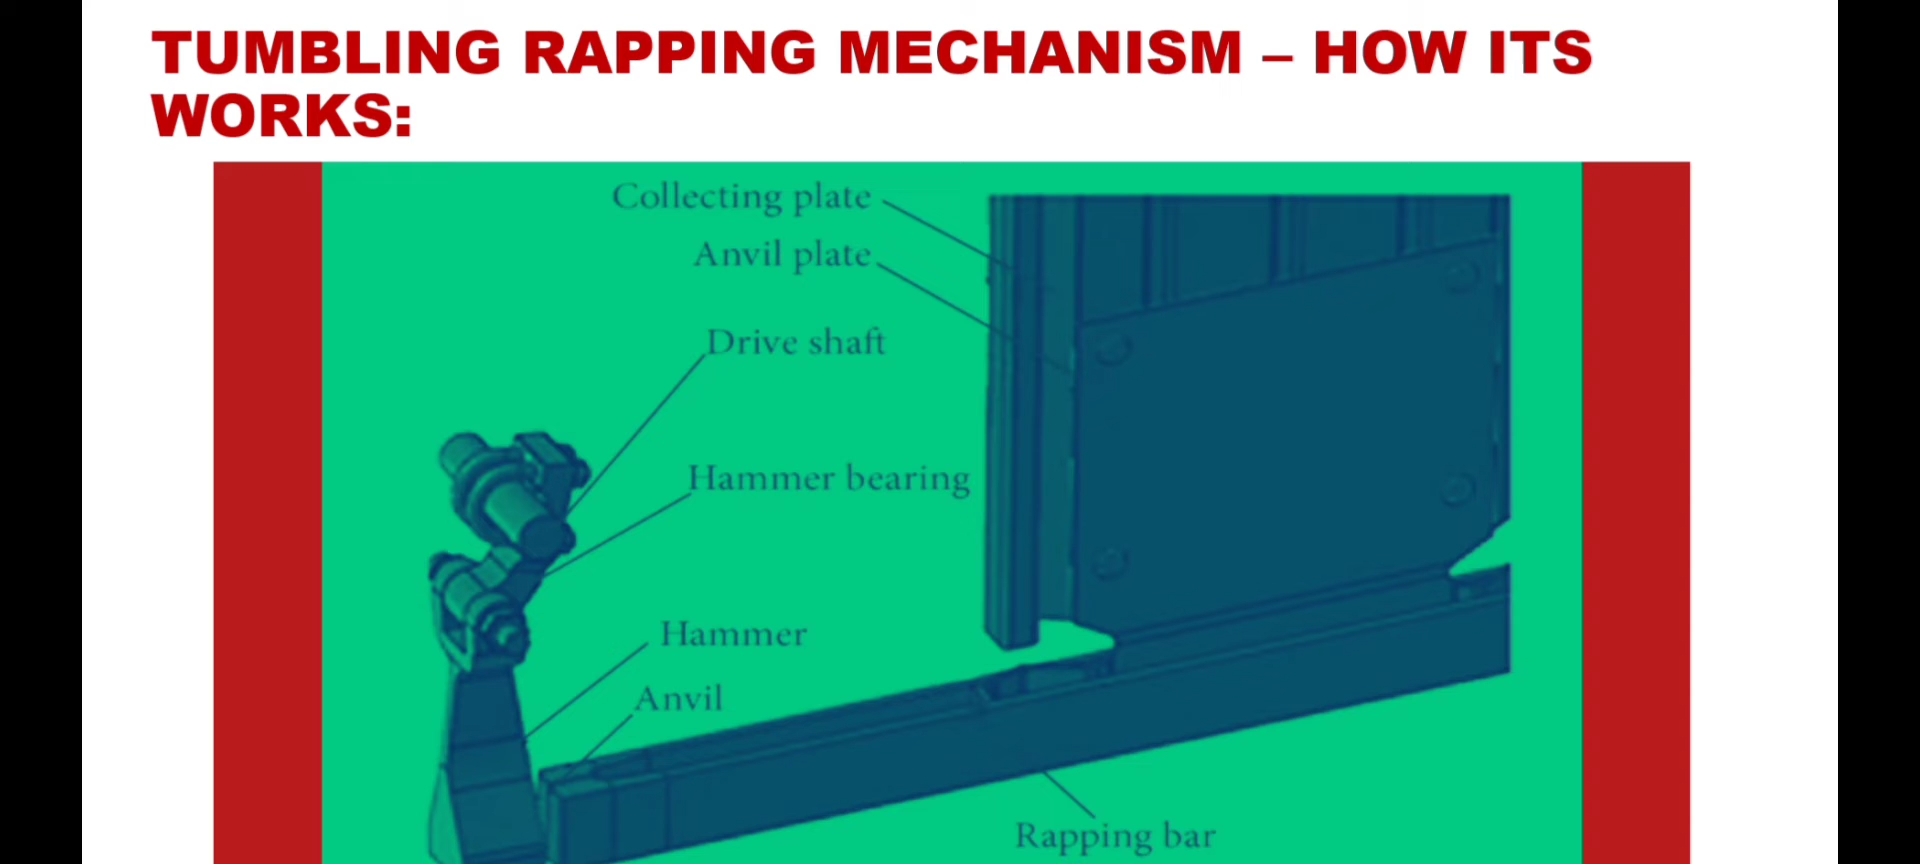 TUMBLING RAPPING MECHANISM – HOW ITS
WORKS:
Collecting plate
Anvil plate
Drive shaft
Hammer bearing
Hammer
Anvil
Rapping bar